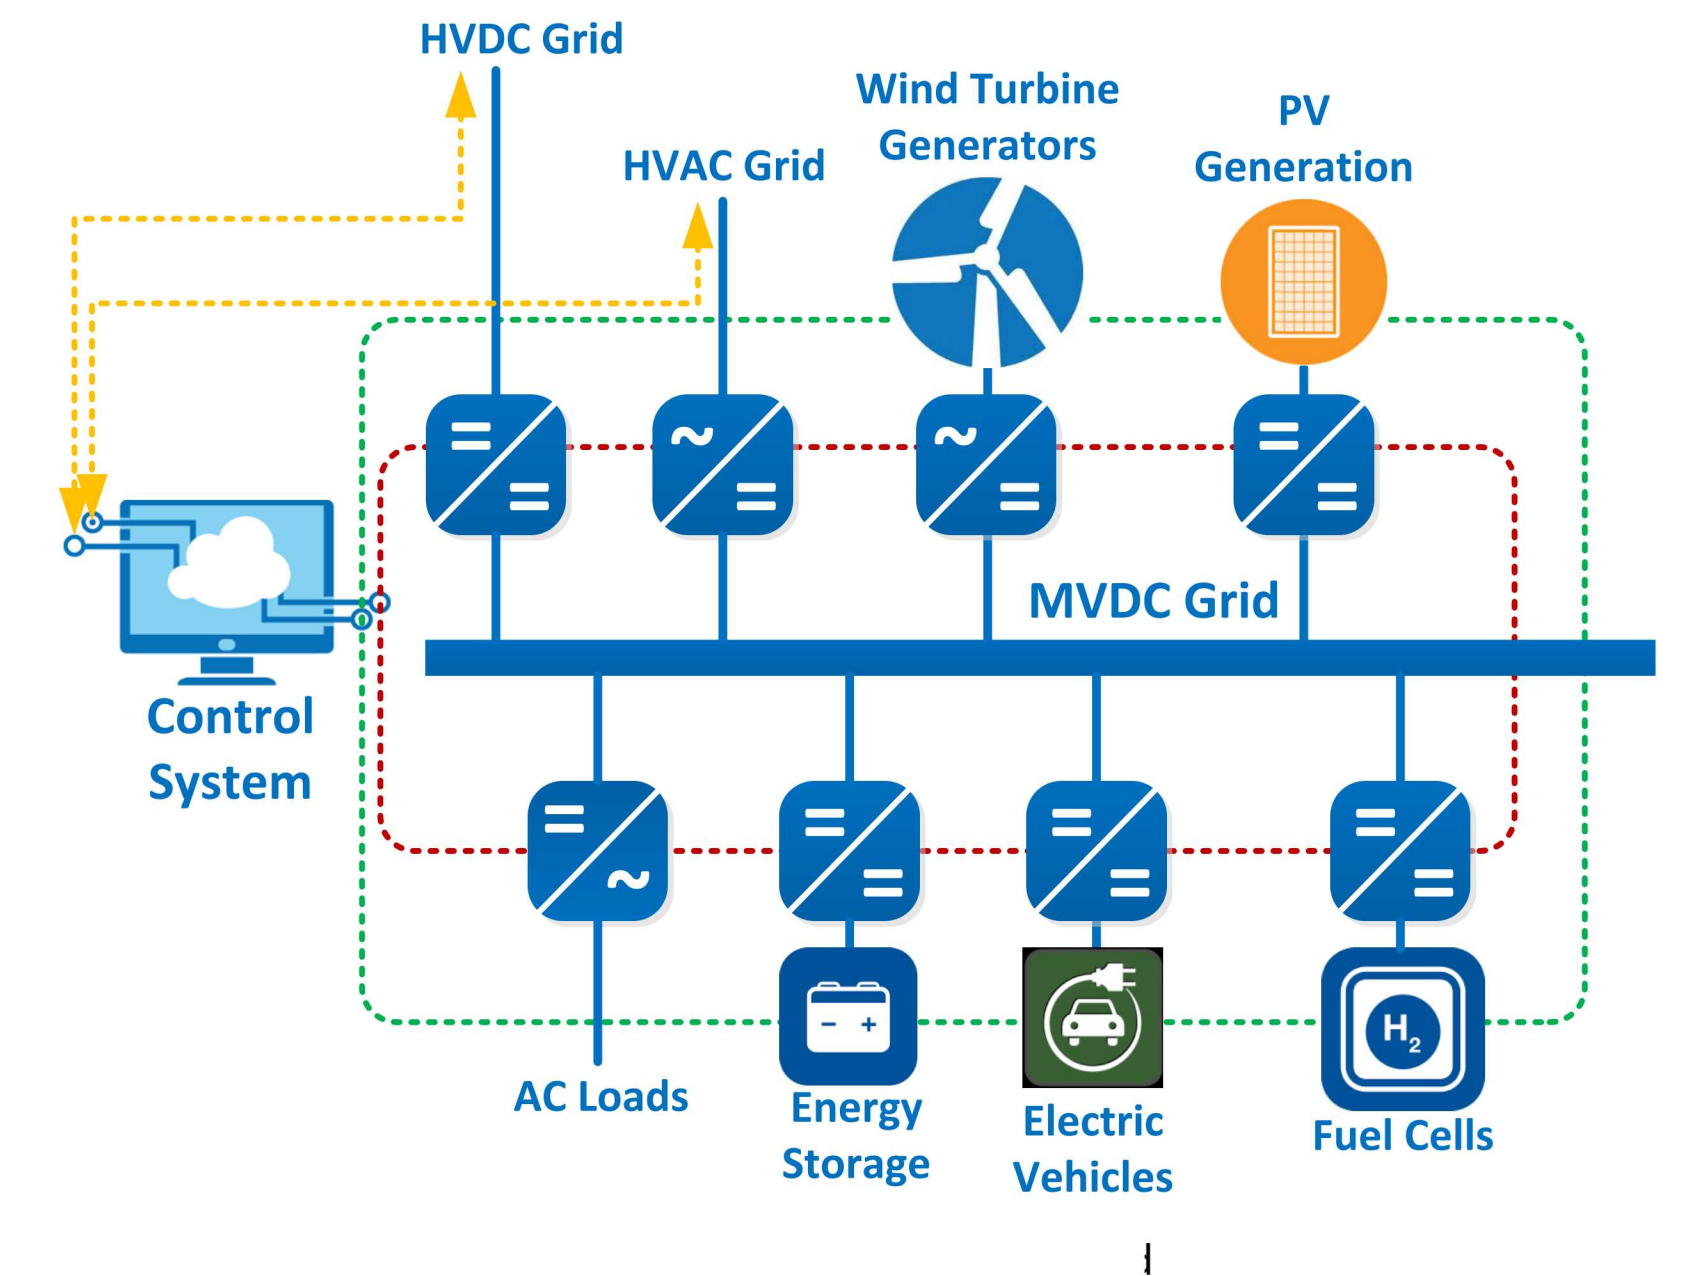 HVDC Grid
Wind Turbine
Generators
PV
Generation
HVAC Grid
MVDC Grid
Control
System
AC Loads
Energy
Storage
Electric
Vehicles
H2
Fuel Cells